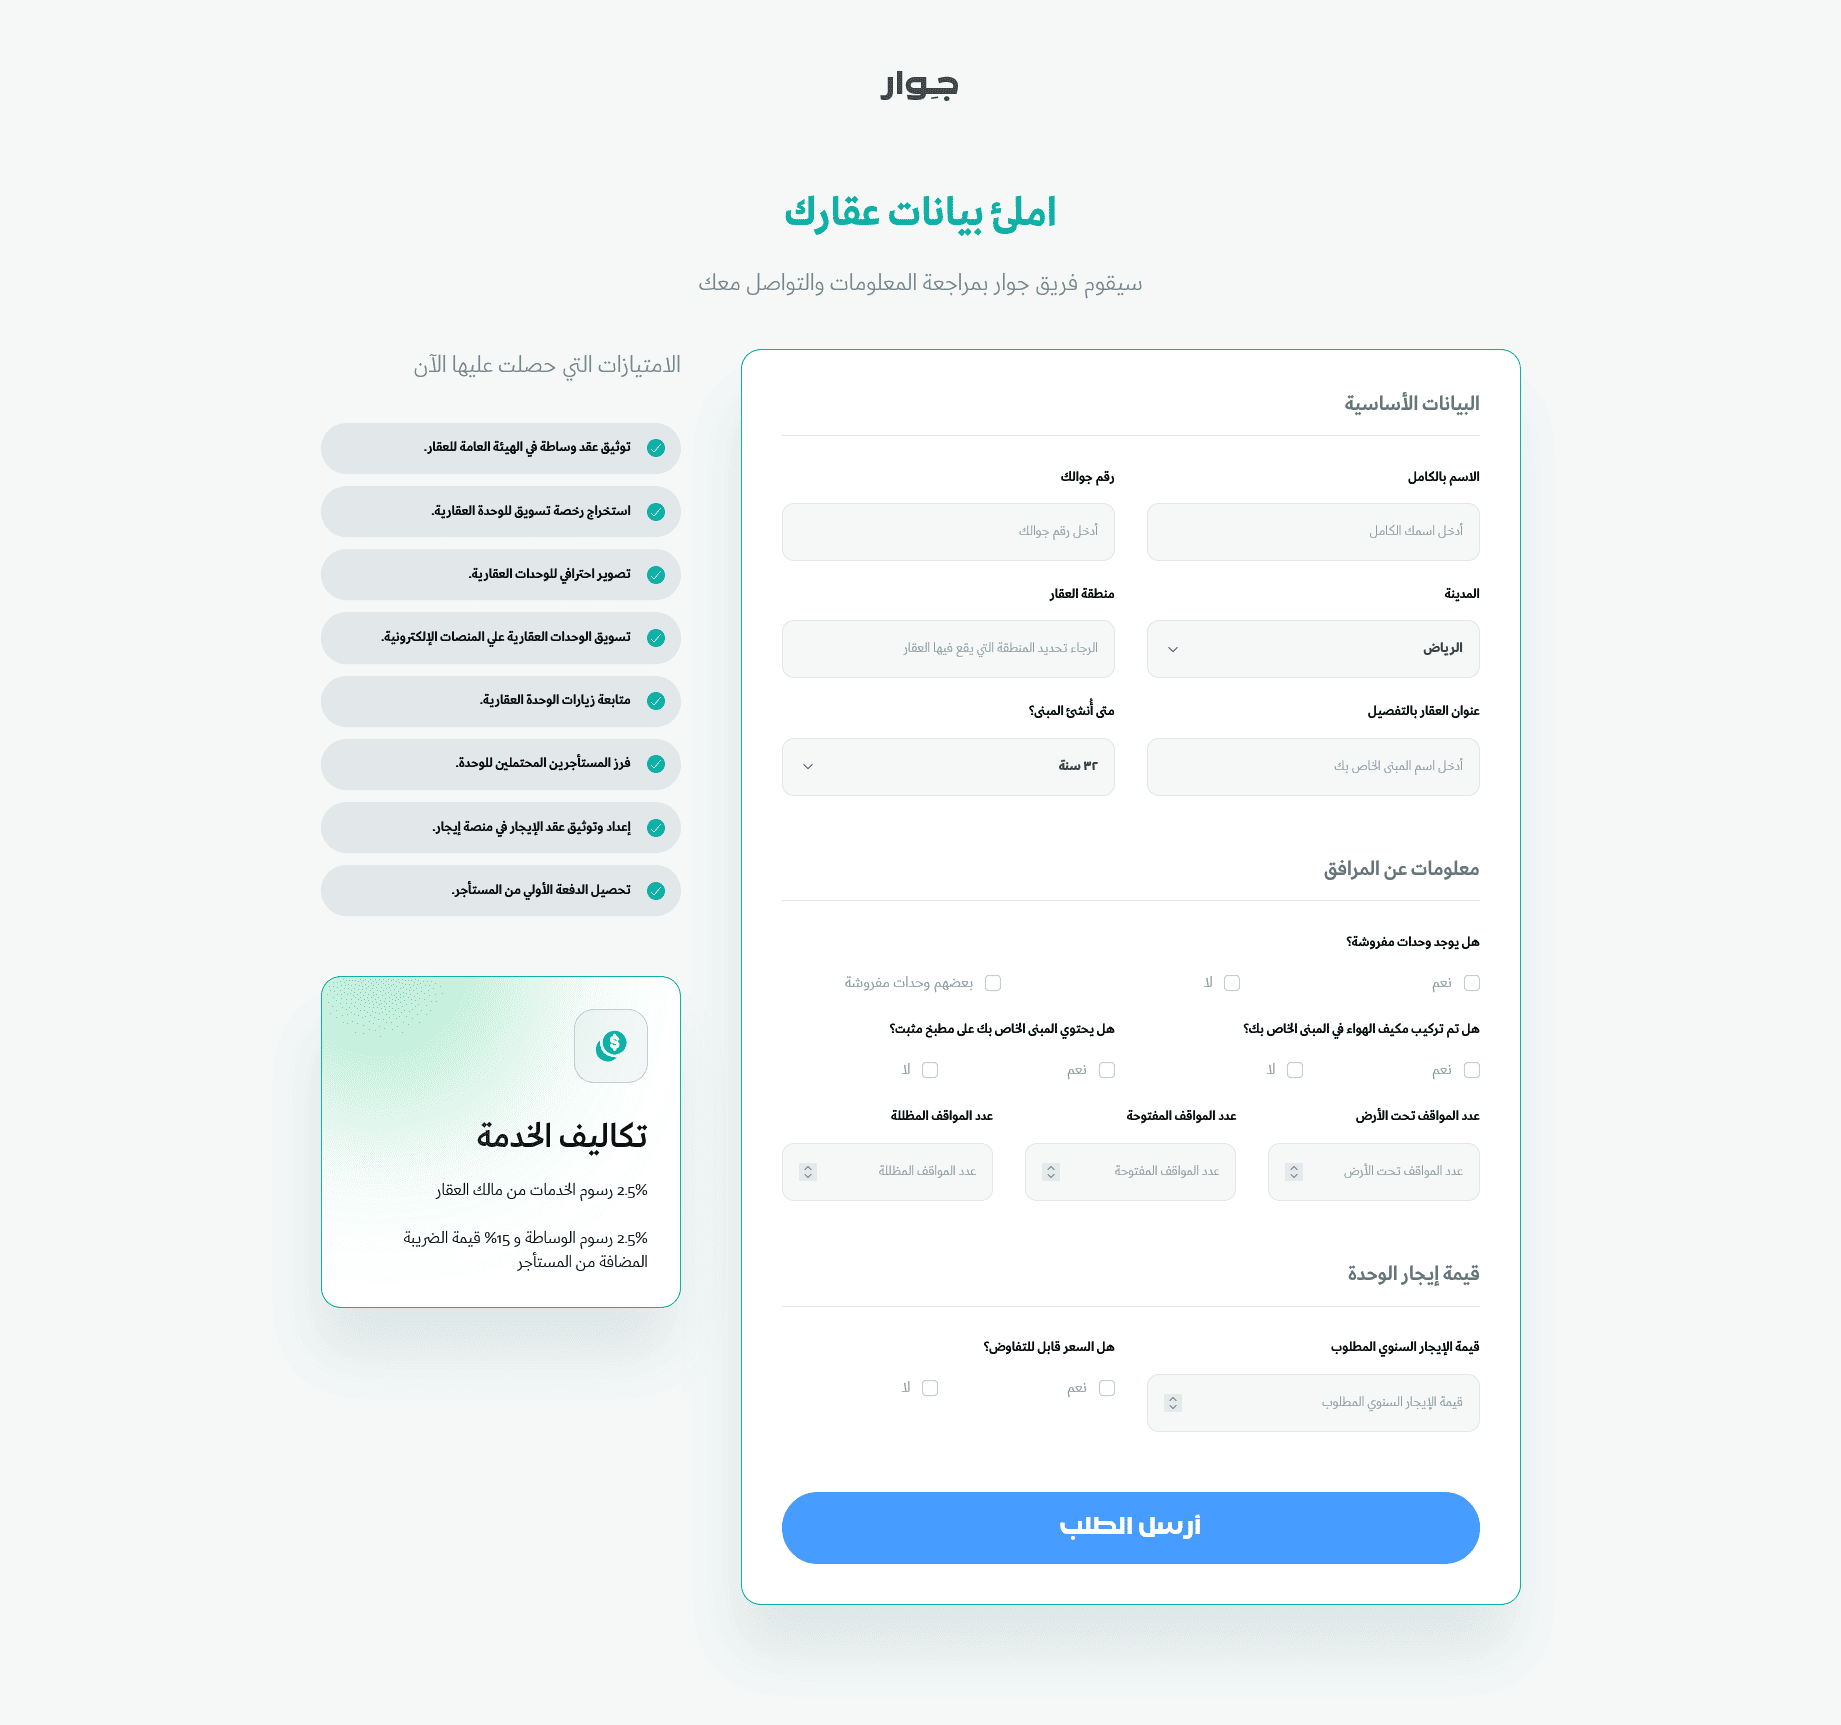 جوار
املئ بيانات عقارك
سيقوم فريق جوار بمراجعة المعلومات والتواصل معك
البيانات الأساسية
الاسم بالكامل
رقم جوالك
أدخل اسمك الكامل
أدخل رقم جوالك
المدينة
منطقة العقار
الرياض
الرجاء تحديد المنطقة التي يقع فيها العقار
عنوان العقار بالتفصيل
متى أُنشئ المبنى؟
أدخل اسم المبنى الخاص بك
٣٢ سنة
معلومات عن المرافق
هل يوجد وحدات مفروشة؟
نعم
لا
بعضهم وحدات مفروشة
هل تم تركيب مكيف الهواء في المبنى الخاص بك؟
هل يحتوي المبنى الخاص بك على مطبخ مثبت؟
نعم
لا
نعم
لا
عدد المواقف تحت الأرض
عدد المواقف المفتوحة
عدد المواقف المظللة
عدد المواقف تحت الأرض
عدد المواقف المفتوحة
عدد المواقف المظللة
قيمة إيجار الوحدة
قيمة الإيجار السنوي المطلوب
هل السعر قابل للتفاوض؟
قيمة الإيجار السنوي المطلوب
نعم
لا
أرسل الطلب
الامتيازات التي حصلت عليها الآن
توثيق عقد وساطة في الهيئة العامة للعقار.
استخراج رخصة تسويق للوحدة العقارية.
تصوير احترافي للوحدات العقارية.
تسويق الوحدات العقارية علي المنصات الإلكترونية.
متابعة زيارات الوحدة العقارية.
فرز المستأجرين المحتملين للوحدة.
إعداد وتوثيق عقد الإيجار في منصة إيجار.
تحصيل الدفعة الأولي من المستأجر.
$
تكاليف الخدمة
2.5% رسوم الخدمات من مالك العقار
2.5% رسوم الوساطة و 15% قيمة الضريبة
المضافة من المستأجر